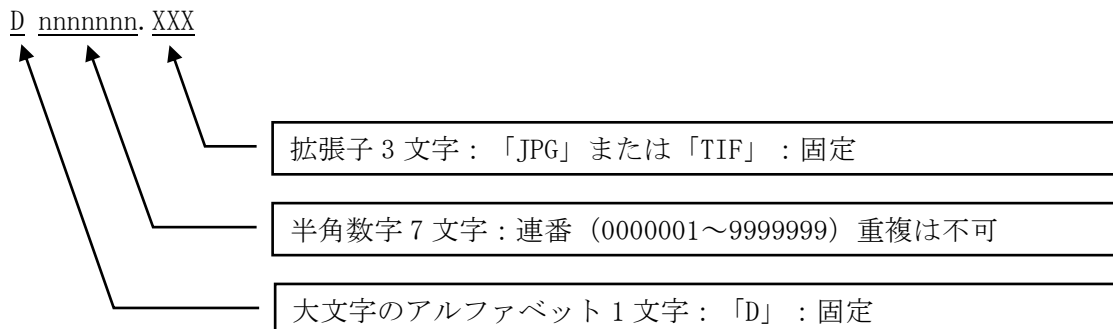 D nnnnnnn.XXX
拡張子3文字：「JPG」または「TIF」：固定
半角数字7文字：連番（0000001～9999999）重複は不可
大文字のアルファベット1文字：「D」：固定